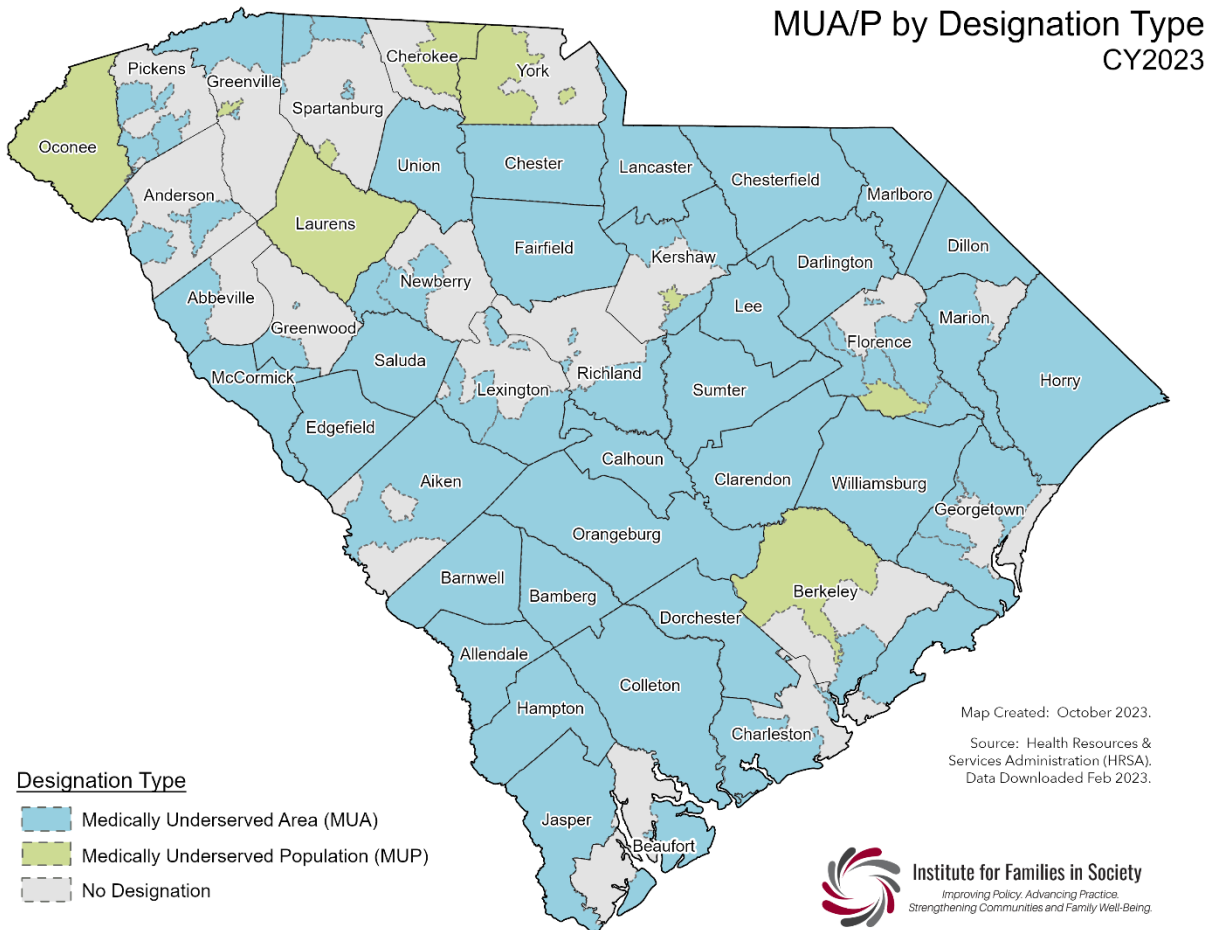 MUA/P by Designation Type
CY2023
Cherokee
York
Pickens
Greenville
Spartanburg
Oconee
Union
Chester
Lancaster
Chesterfield
Marlboro
Anderson
Laurens
Fairfield
Kershaw
Darlington
Dillon
Newberry
Abbeville
Greenwood
Lee
Marion
Florence
Saluda
McCormick
Lexington
Richland
Sumter
Horry
Edgefield
Calhoun
Aiken
Clarendon
Williamsburg
Georgetown
Orangeburg
Barnwell
Bamberg
Berkeley
Dorchester
Allendale
Colleton
Hampton
Charleston
Jasper
Beaufort
Map Created: October 2023.
Source: Health Resources &
Services Administration (HRSA).
Data Downloaded Feb 2023.
Designation Type
Medically Underserved Area (MUA)
Medically Underserved Population (MUP)
No Designation
Institute for Families in Society
Improving Policy. Advancing Practice.
Strengthening Communities and Family Well-Being.